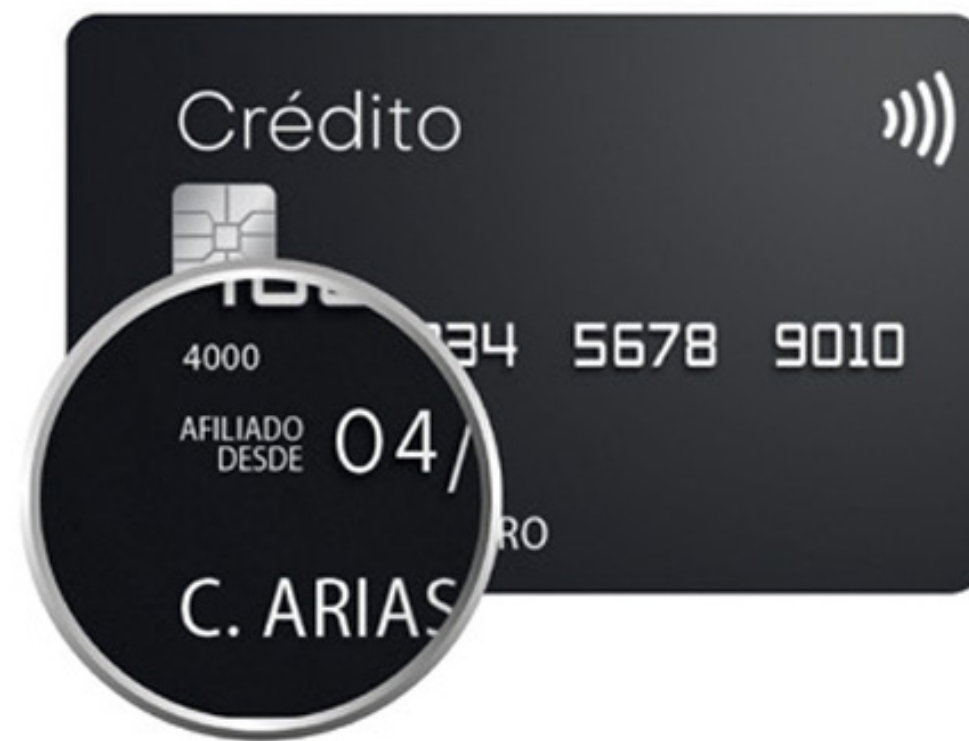 Crédito
4000
34 5678 9010
AFILIADO
DESDE 04/
RO
C. ARIAS